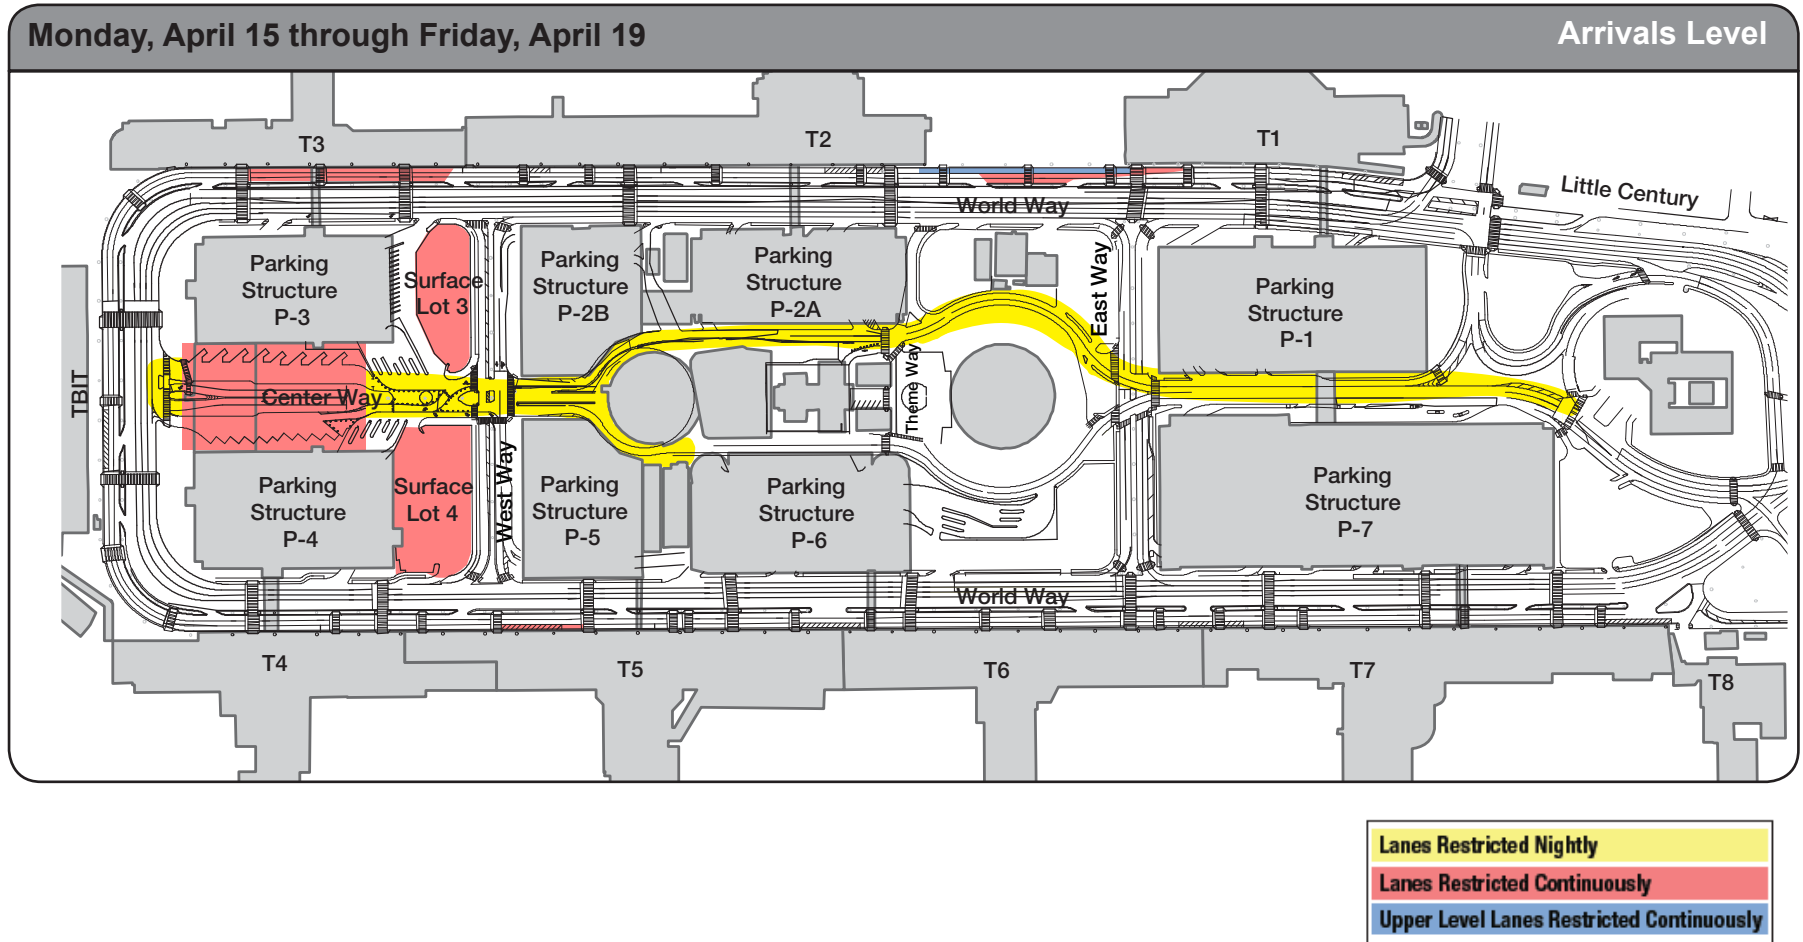 Monday, April 15 through Friday, April 19
Arrivals Level
T3
T2
T1
Little Century
World Way
Parking
Structure
P-3
Surface
Lot 3
Parking
Structure
P-2B
Parking
Structure
P-2A
East Way
Parking
Structure
P-1
TBIT
Center Way
Theme Way
West Way
Parking
Structure
P-4
Surface
Lot 4
Parking
Structure
P-5
Parking
Structure
P-6
Parking
Structure
P-7
World Way
T4
T5
T6
T7
T8
Lanes Restricted Nightly
Lanes Restricted Continuously
Upper Level Lanes Restricted Continuously